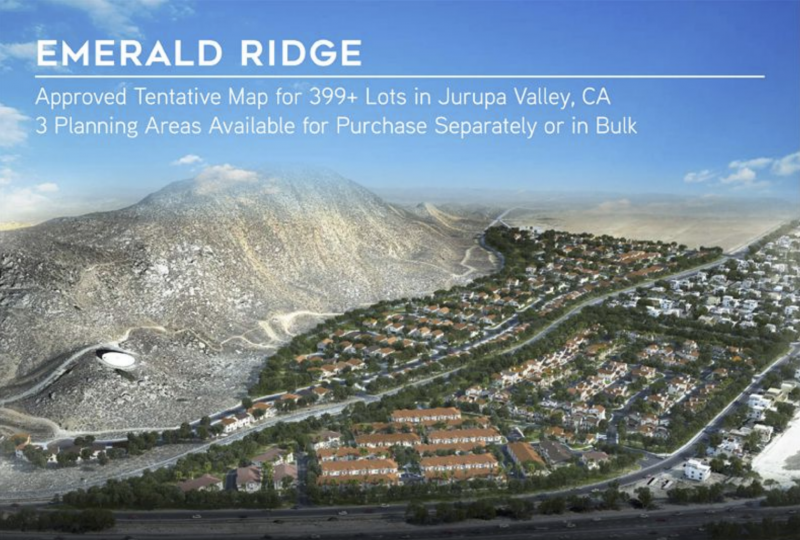 EMERALD RIDGE
Approved Tentative Map for 399+ Lots in Jurupa Valley, CA
3 Planning Areas Available for Purchase Separately or in Bulk